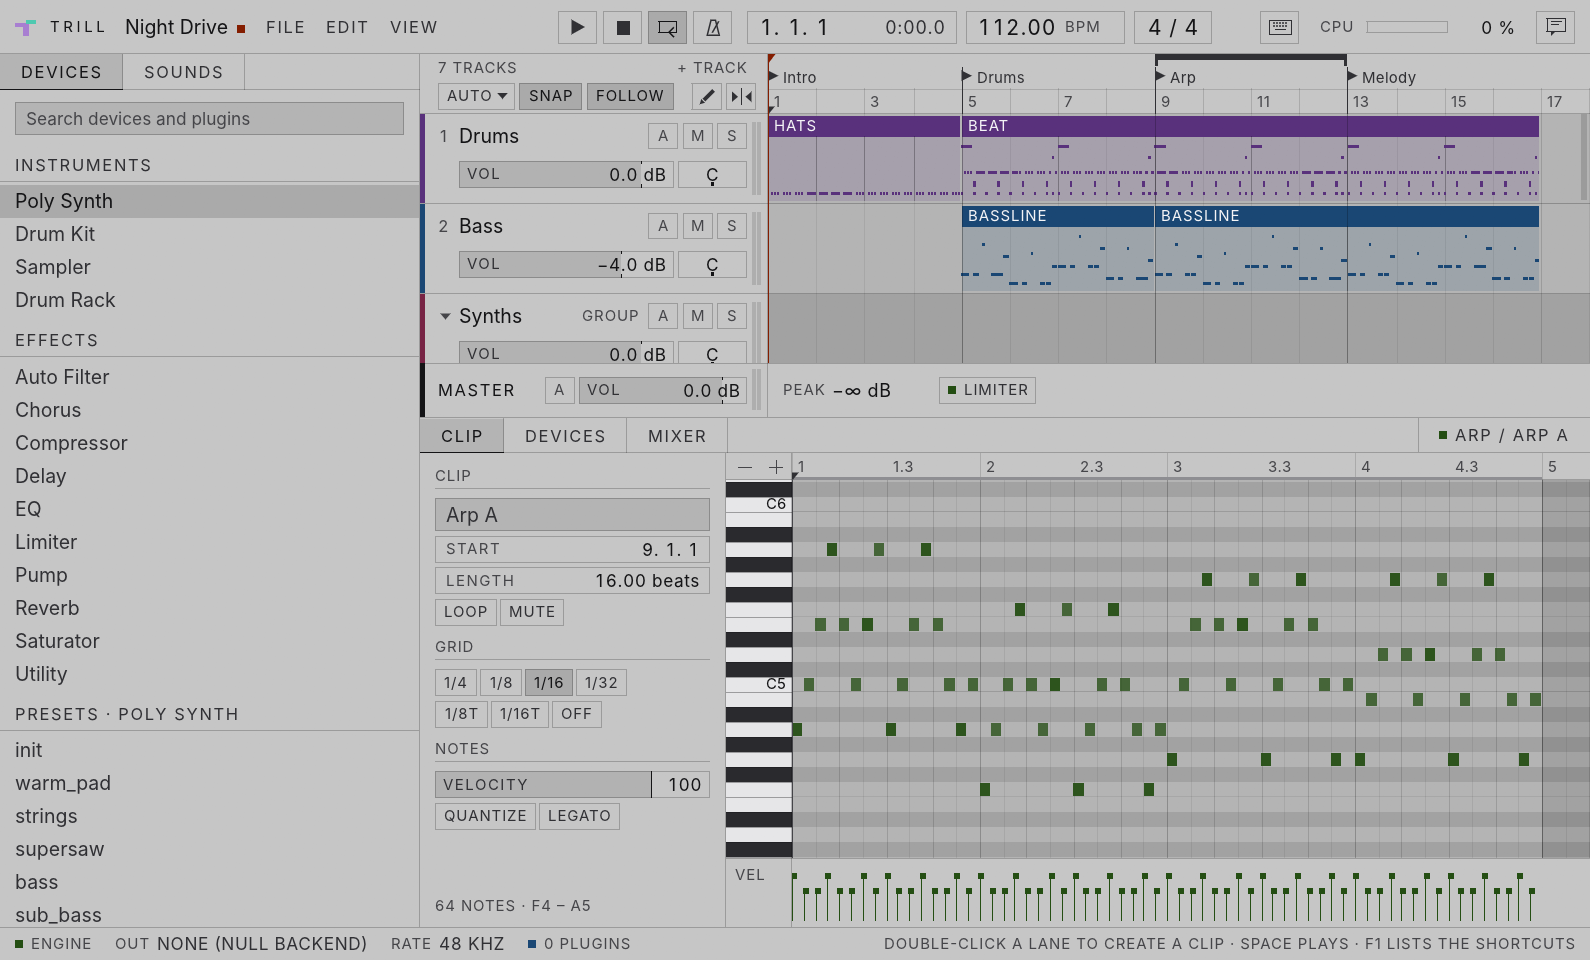 TRILL Night Drive FILE EDIT VIEW 1. 1. 1 0:00.0 112.00 BPM 4 / 4 CPU 0 %
DEVICES SOUNDS
Search devices and plugins
INSTRUMENTS
Poly Synth
Drum Kit
Sampler
Drum Rack
EFFECTS
Auto Filter
Chorus
Compressor
Delay
EQ
Limiter
Pump
Reverb
Saturator
Utility
PRESETS · POLY SYNTH
init
warm_pad
strings
supersaw
bass
sub_bass
7 TRACKS + TRACK
AUTO SNAP FOLLOW
Intro Drums Arp Melody
1 3 5 7 9 11 13 15 17
1 Drums A M S
VOL 0.0 dB C
HATS BEAT
2 Bass A M S
VOL −4.0 dB C
BASSLINE BASSLINE
Synths GROUP A M S
VOL 0.0 dB C
MASTER A VOL 0.0 dB PEAK −∞ dB LIMITER
CLIP DEVICES MIXER ARP / ARP A
CLIP
Arp A
START 9. 1. 1
LENGTH 16.00 beats
LOOP MUTE
GRID
1/4 1/8 1/16 1/32
1/8T 1/16T OFF
NOTES
VELOCITY 100
QUANTIZE LEGATO
64 NOTES · F4 – A5
1 1.3 2 2.3 3 3.3 4 4.3 5
C6
C5
VEL
ENGINE OUT NONE (NULL BACKEND) RATE 48 KHZ 0 PLUGINS DOUBLE-CLICK A LANE TO CREATE A CLIP · SPACE PLAYS · F1 LISTS THE SHORTCUTS